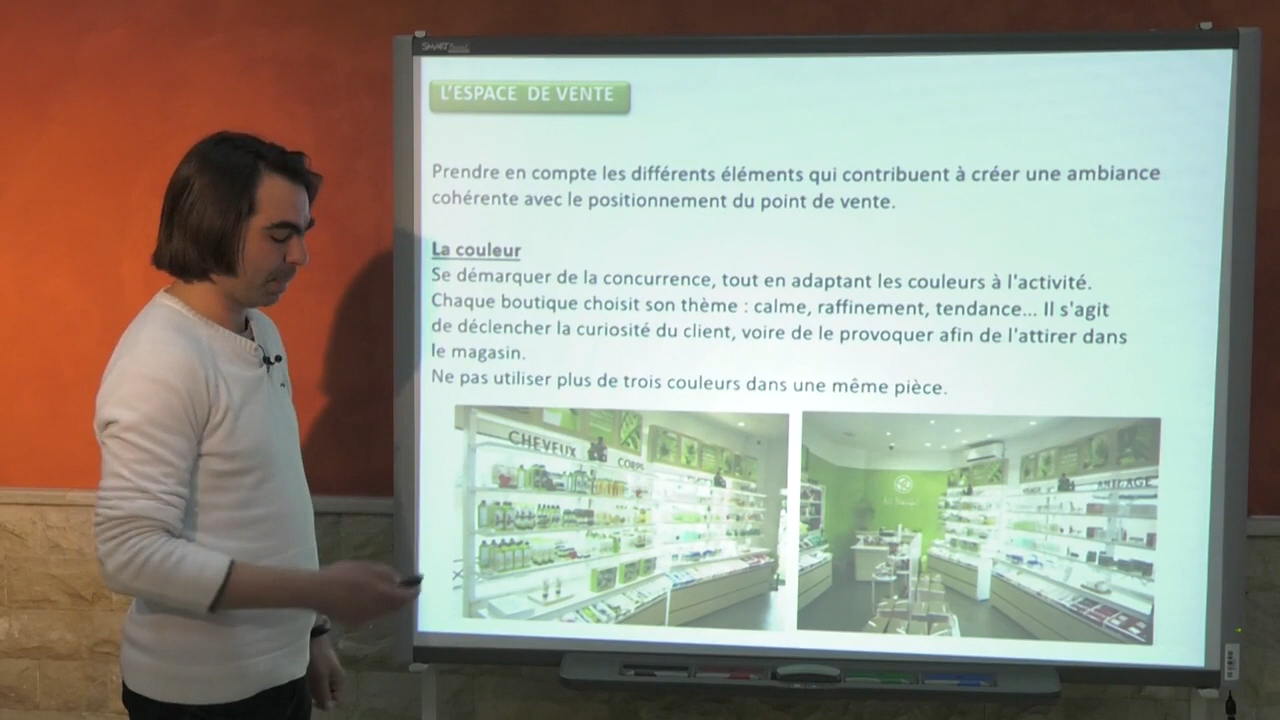 SMART Board
L'ESPACE DE VENTE
Prendre en compte les différents éléments qui contribuent à créer une ambiance
cohérente avec le positionnement du point de vente.
La couleur
Se démarquer de la concurrence, tout en adaptant les couleurs à l'activité.
Chaque boutique choisit son thème : calme, raffinement, tendance... Il s'agit
de déclencher la curiosité du client, voire de le provoquer afin de l'attirer dans
le magasin.
Ne pas utiliser plus de trois couleurs dans une même pièce.
CHEVEUX
CORPS